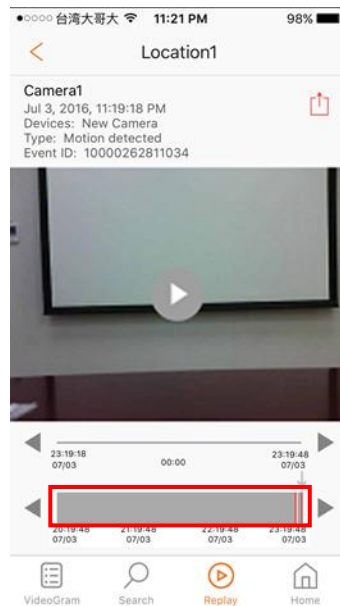 台湾大哥大 11:21 PM 98%
Location1
Camera1
Jul 3, 2016, 11:19:18 PM
Devices: New Camera
Type: Motion detected
Event ID: 10000262811034
23:19:18 00:00 23:19:48
07/03 07/03
20:19:48 21:19:48 22:19:48 23:19:48
07/03 07/03 07/03 07/03
VideoGram Search Replay Home